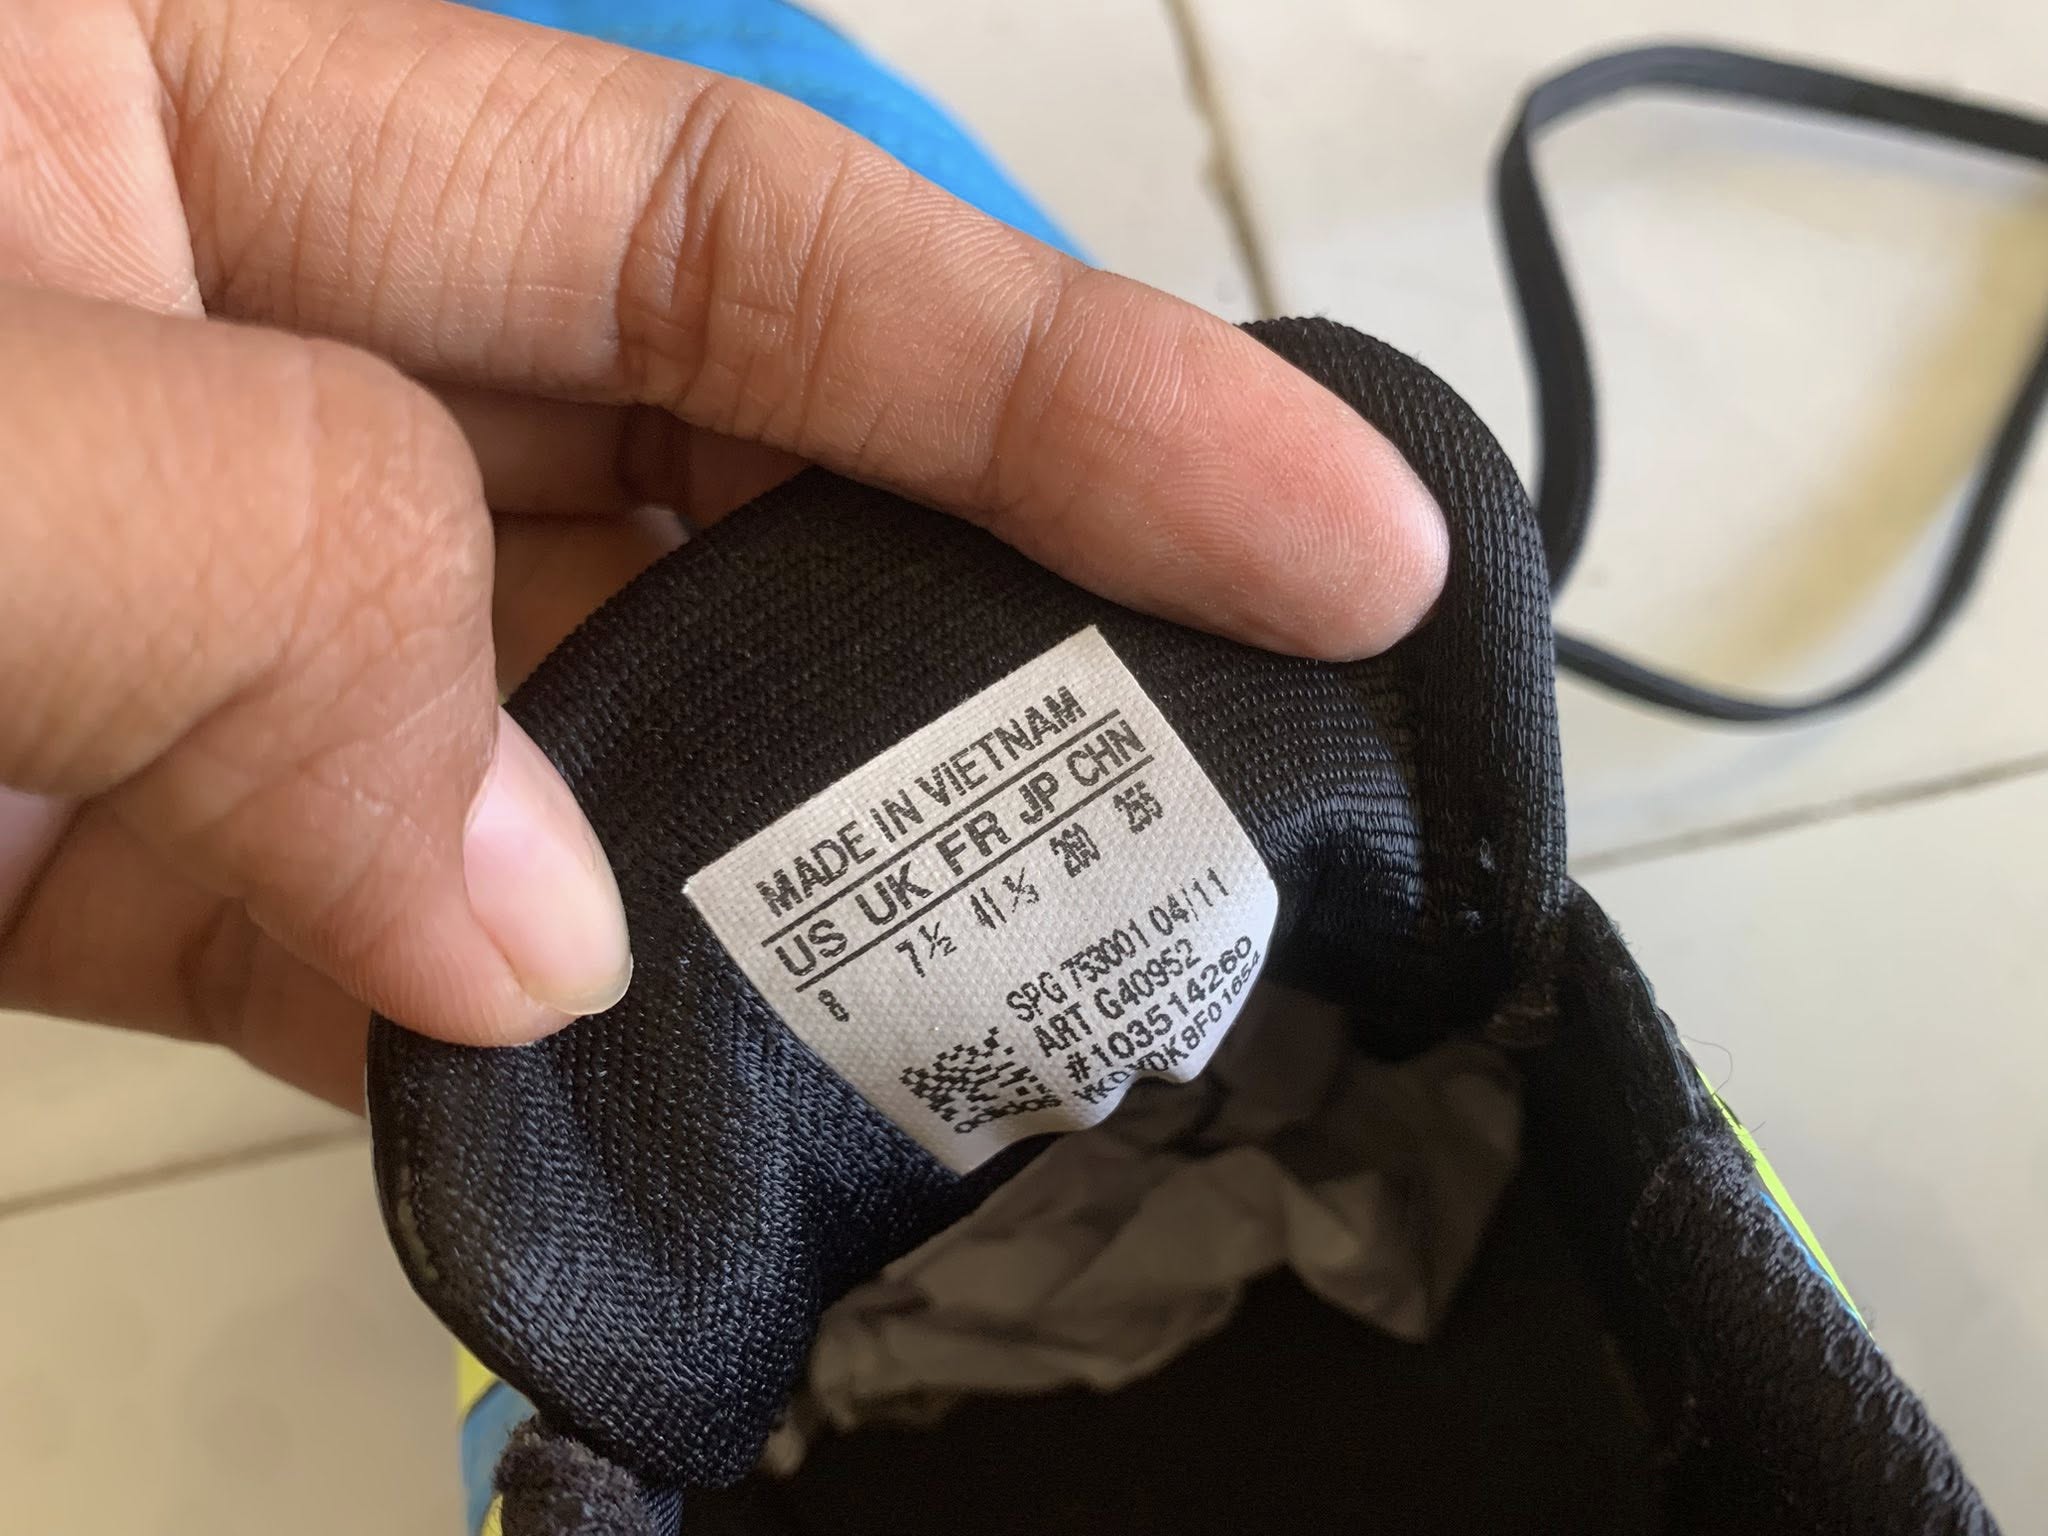 MADE IN VIETNAM
US UK FR JP CHN
8 7½ 41⅓ 260 255
SPG 753001 04/11
ART G40952
#103514260
adidas